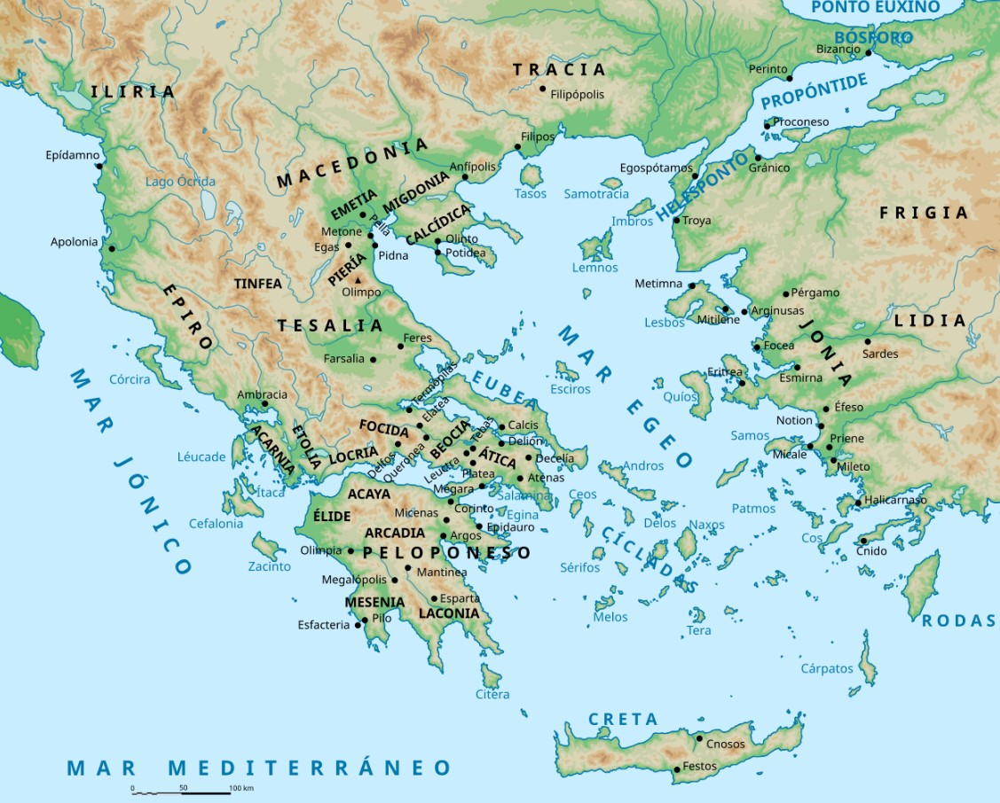 PONTO EUXINO
BÓSFORO
Bizancio
TRACIA
Perinto
PROPÓNTIDE
ILIRIA
Filipópolis
Proconeso
Filipos
Epídamno
MACEDONIA
Anfípolis
Egospótamos
Gránico
Lago Ócrida
MIGDONIA
Tasos
Samotracia
HELESPONTO
EMETIA
Pella
CALCÍDICA
Imbros
Troya
FRIGIA
Metone
Apolonia
Egas
Olinto
Pidna
Potidea
Lemnos
PIERÍA
TINFEA
Olimpo
Metimna
Pérgamo
EPIRO
Mitilene
Arginusas
TESALIA
Lesbos
LIDIA
JONIA
Feres
Focea
Sardes
Farsalia
MAR EGEO
Córcira
Termópilas
EUBEA
Esciros
Eritrea
Esmirna
MAR JÓNICO
Ambracia
Quíos
Éfeso
Elatea
Notion
FOCIDA
Tebas
Calcis
ACARNIA
ETOLIA
BEOCIA
Delión
Samos
Priene
LOCRIA
Delfos
Queronea
Leuctra
ÁTICA
Decelía
Micale
Mileto
Léucade
Platea
Atenas
Andros
Ítaca
ACAYA
Mégara
Salamina
Ceos
Halicarnaso
Cefalonia
ÉLIDE
Micenas
Corinto
Egina
Patmos
ARCADIA
Argos
Epidauro
Delos
Naxos
Cos
Zacinto
Olimpia
PELOPONESO
CÍCLADAS
Cnido
Sérifos
Megalópolis
Mantinea
MESENIA
Esparta
LACONIA
Melos
Esfacteria
Pilo
Tera
RODAS
Citera
Cárpatos
CRETA
Cnosos
Festos
MAR MEDITERRÁNEO
0 50 100 km